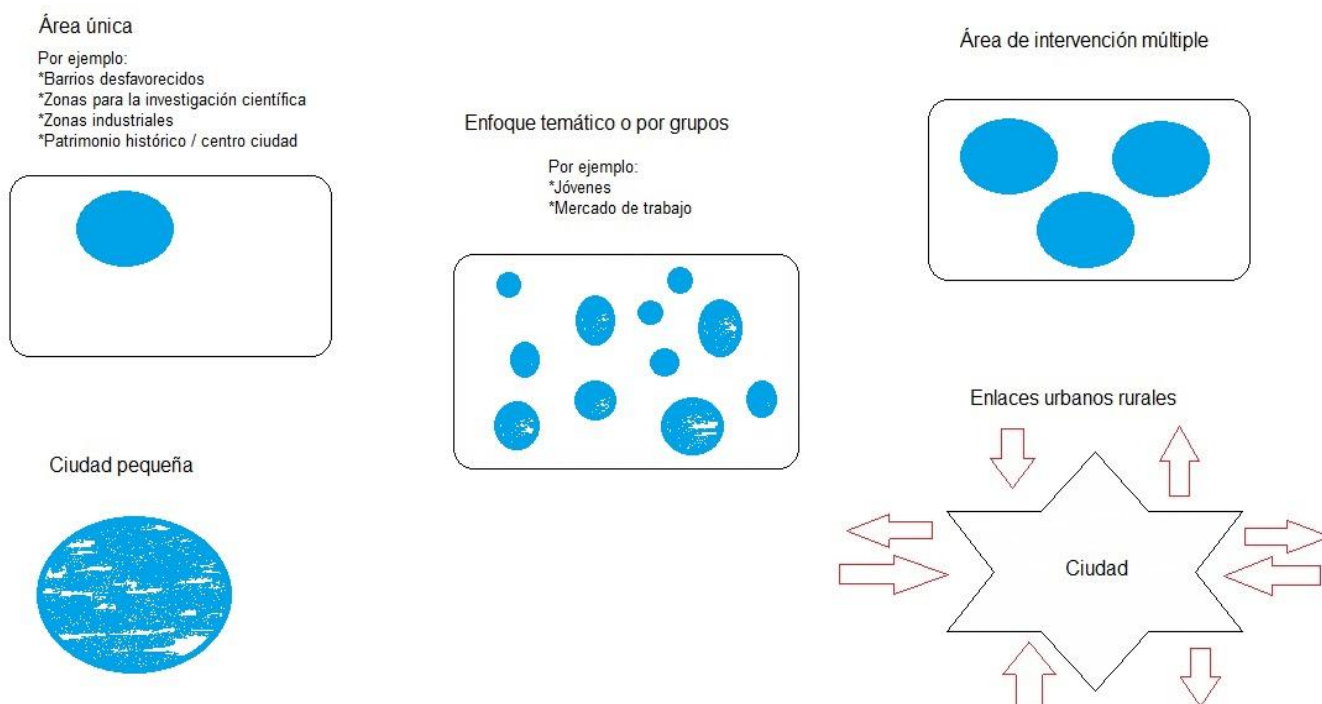 Área única
Por ejemplo:
*Barrios desfavorecidos
*Zonas para la investigación científica
*Zonas industriales
*Patrimonio histórico / centro ciudad
Enfoque temático o por grupos
Por ejemplo:
*Jóvenes
*Mercado de trabajo
Área de intervención múltiple
Ciudad pequeña
Enlaces urbanos rurales
Ciudad